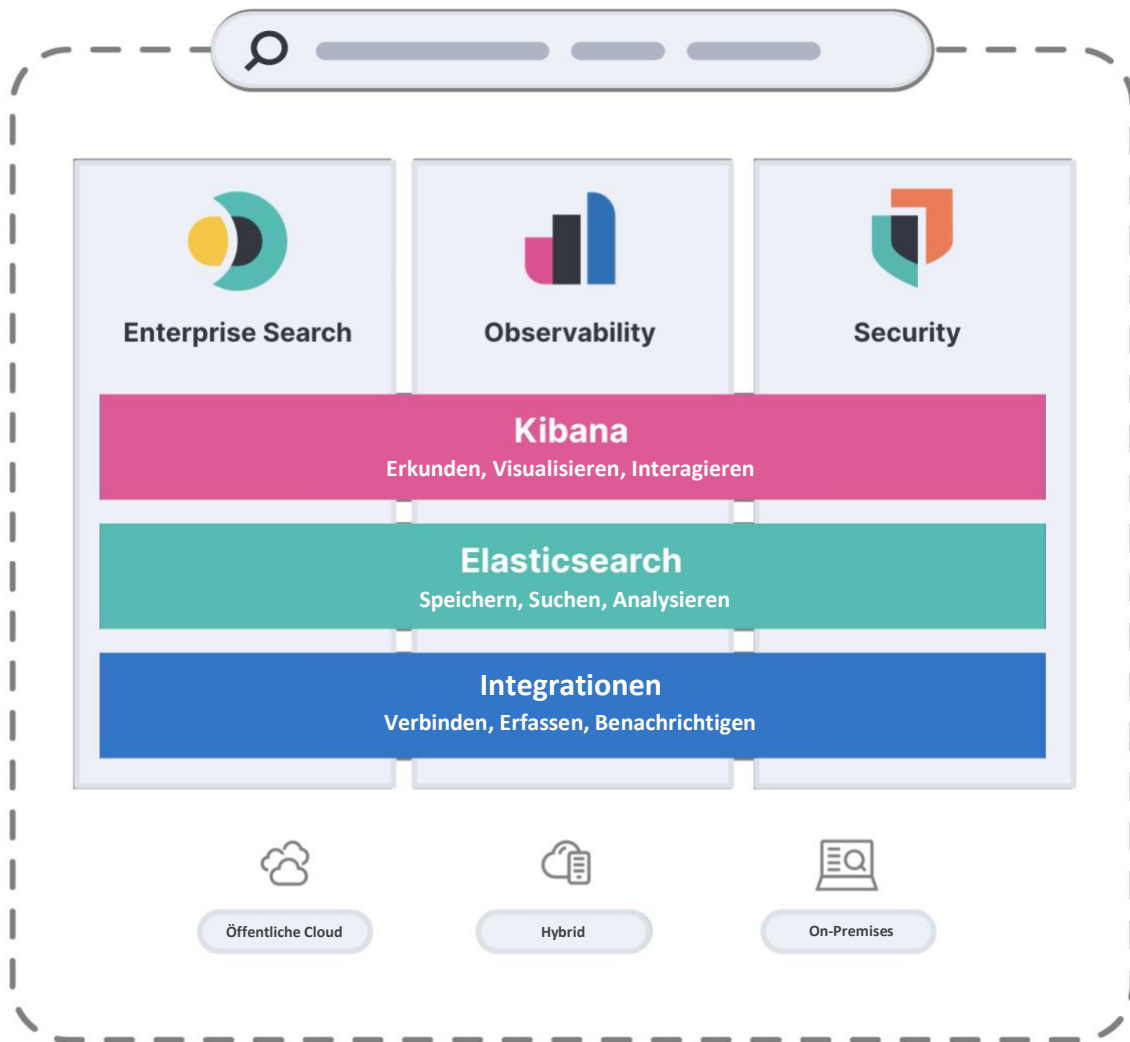 Enterprise Search
Observability
Security
Kibana
Erkunden, Visualisieren, Interagieren
Elasticsearch
Speichern, Suchen, Analysieren
Integrationen
Verbinden, Erfassen, Benachrichtigen
Öffentliche Cloud
Hybrid
On-Premises